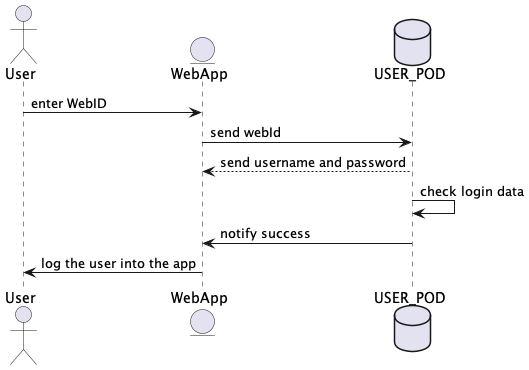 User
WebApp
USER_POD
enter WebID
send webId
send username and password
check login data
notify success
log the user into the app
User
WebApp
USER_POD